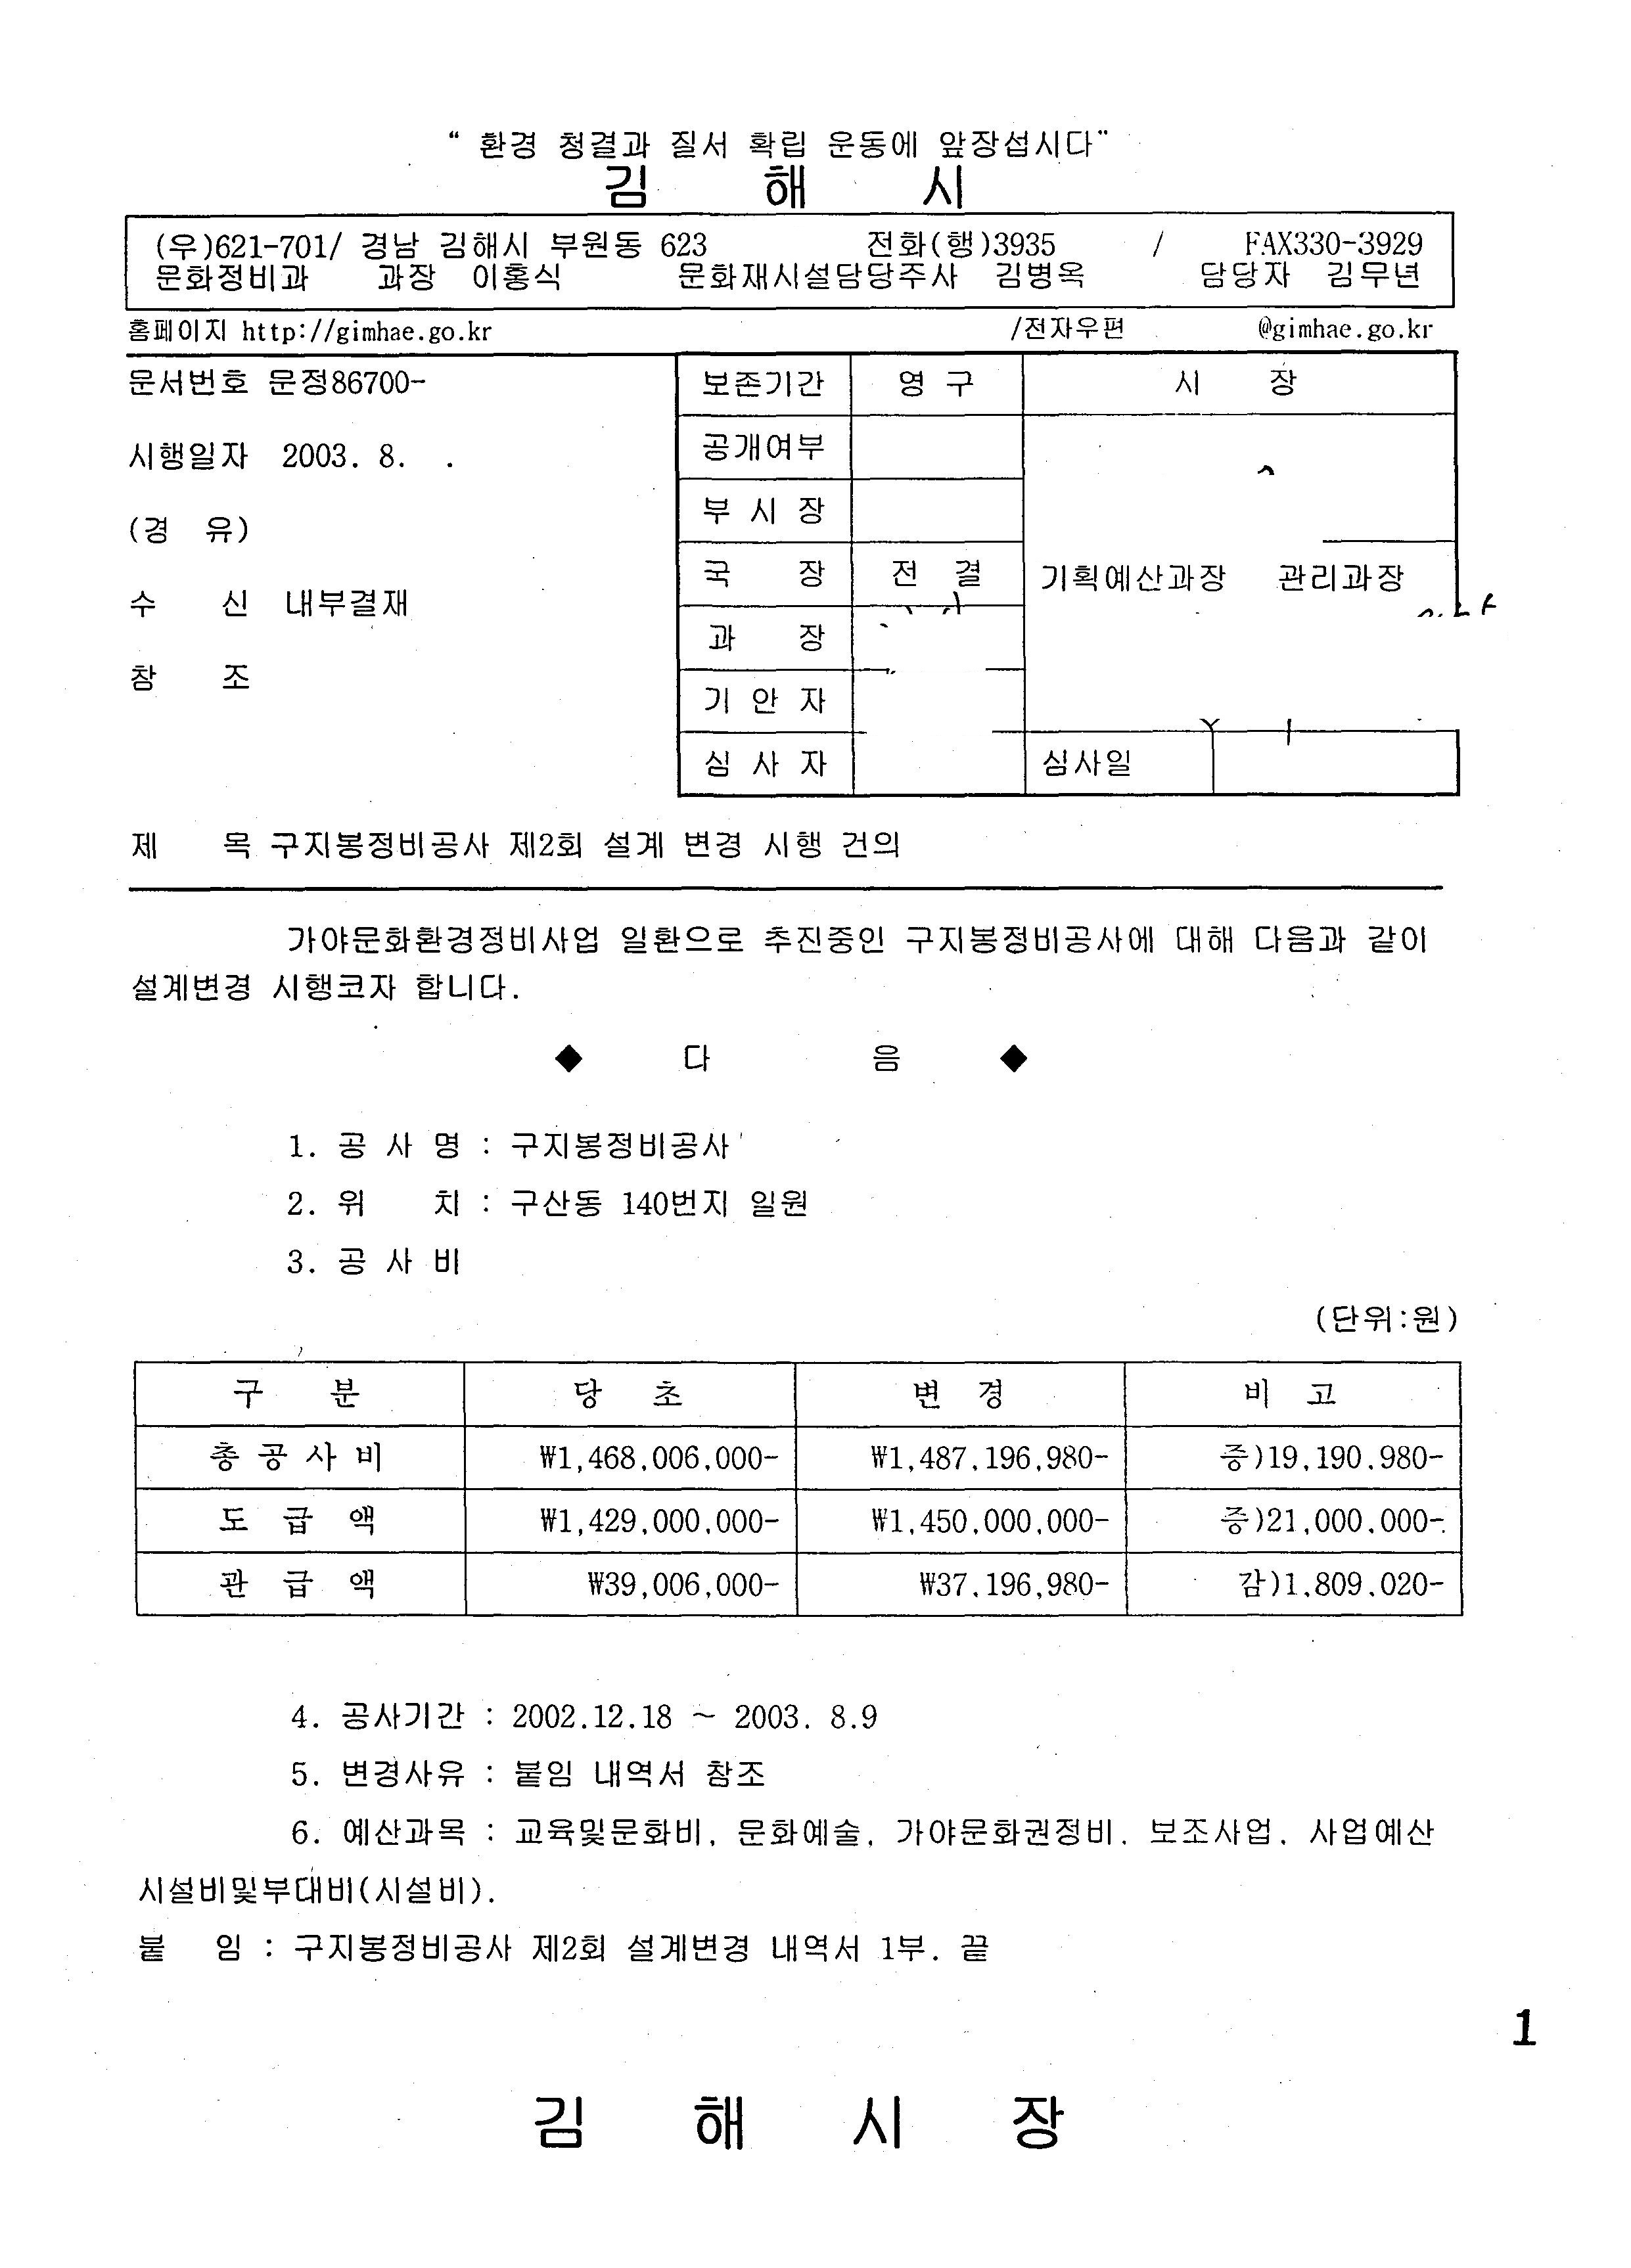 “ 환경 청결과 질서 확립 운동에 앞장섭시다”
김 해 시
(우)621-701/ 경남 김해시 부원동 623 전화(행)3935 / FAX330-3929
문화정비과 과장 이홍식 문화재시설담당주사 김병옥 담당자 김무년
홈페이지 http://gimhae.go.kr /전자우편 @gimhae.go.kr
문서번호 문정86700-
시행일자 2003. 8. .
(경 유)
수 신 내부결재
참 조
보존기간 영 구 시 장
공개여부
부 시 장
국 장 전 결 기획예산과장 관리과장
과 장
기 안 자
심 사 자 심사일
제 목 구지봉정비공사 제2회 설계 변경 시행 건의
가야문화환경정비사업 일환으로 추진중인 구지봉정비공사에 대해 다음과 같이
설계변경 시행코자 합니다.
◆ 다 음 ◆
1. 공 사 명 : 구지봉정비공사
2. 위 치 : 구산동 140번지 일원
3. 공 사 비
(단위:원)
구 분 당 초 변 경 비 고
총 공 사 비 ₩1,468,006,000- ₩1,487,196,980- 증)19,190,980-
도 급 액 ₩1,429,000,000- ₩1,450,000,000- 증)21,000,000-
관 급 액 ₩39,006,000- ₩37,196,980- 감)1,809,020-
4. 공사기간 : 2002.12.18 ~ 2003. 8.9
5. 변경사유 : 붙임 내역서 참조
6. 예산과목 : 교육및문화비, 문화예술, 가야문화권정비, 보조사업, 사업예산
시설비및부대비(시설비).
붙 임 : 구지봉정비공사 제2회 설계변경 내역서 1부. 끝
1
김 해 시 장